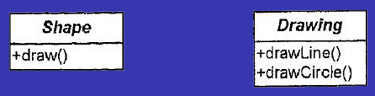 Shape
+draw()
Drawing
+drawLine()
+drawCircle()